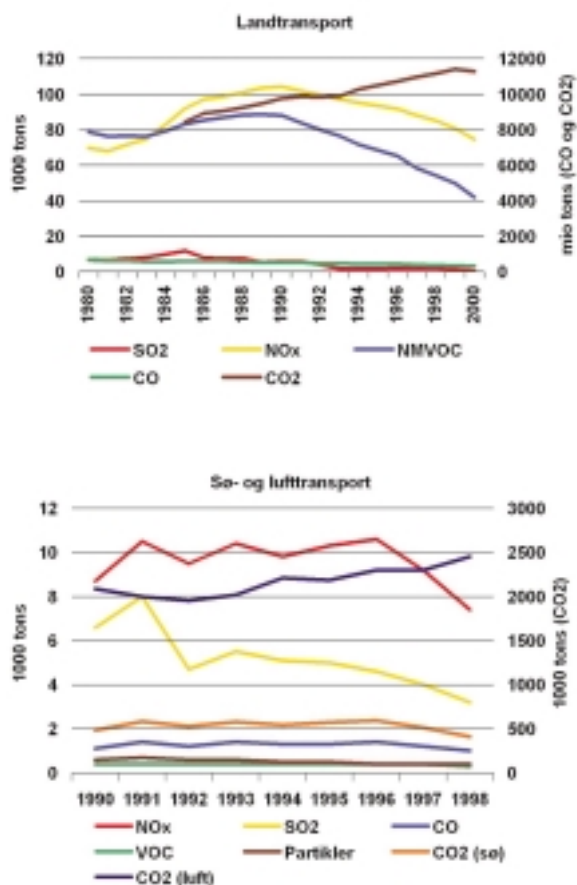 Landtransport
120 12000
100 10000
80 8000
60 6000
40 4000
20 2000
0 0
1000 tons
mio tons (CO og CO2)
1980 1982 1984 1986 1988 1990 1992 1994 1996 1998 2000
SO2 NOx NMVOC
CO CO2
Sø- og lufttransport
12 3000
10 2500
8 2000
6 1500
4 1000
2 500
0 0
1000 tons
1000 tons (CO2)
1990 1991 1992 1993 1994 1995 1996 1997 1998
NOx SO2 CO
VOC Partikler CO2 (sø)
CO2 (luft)